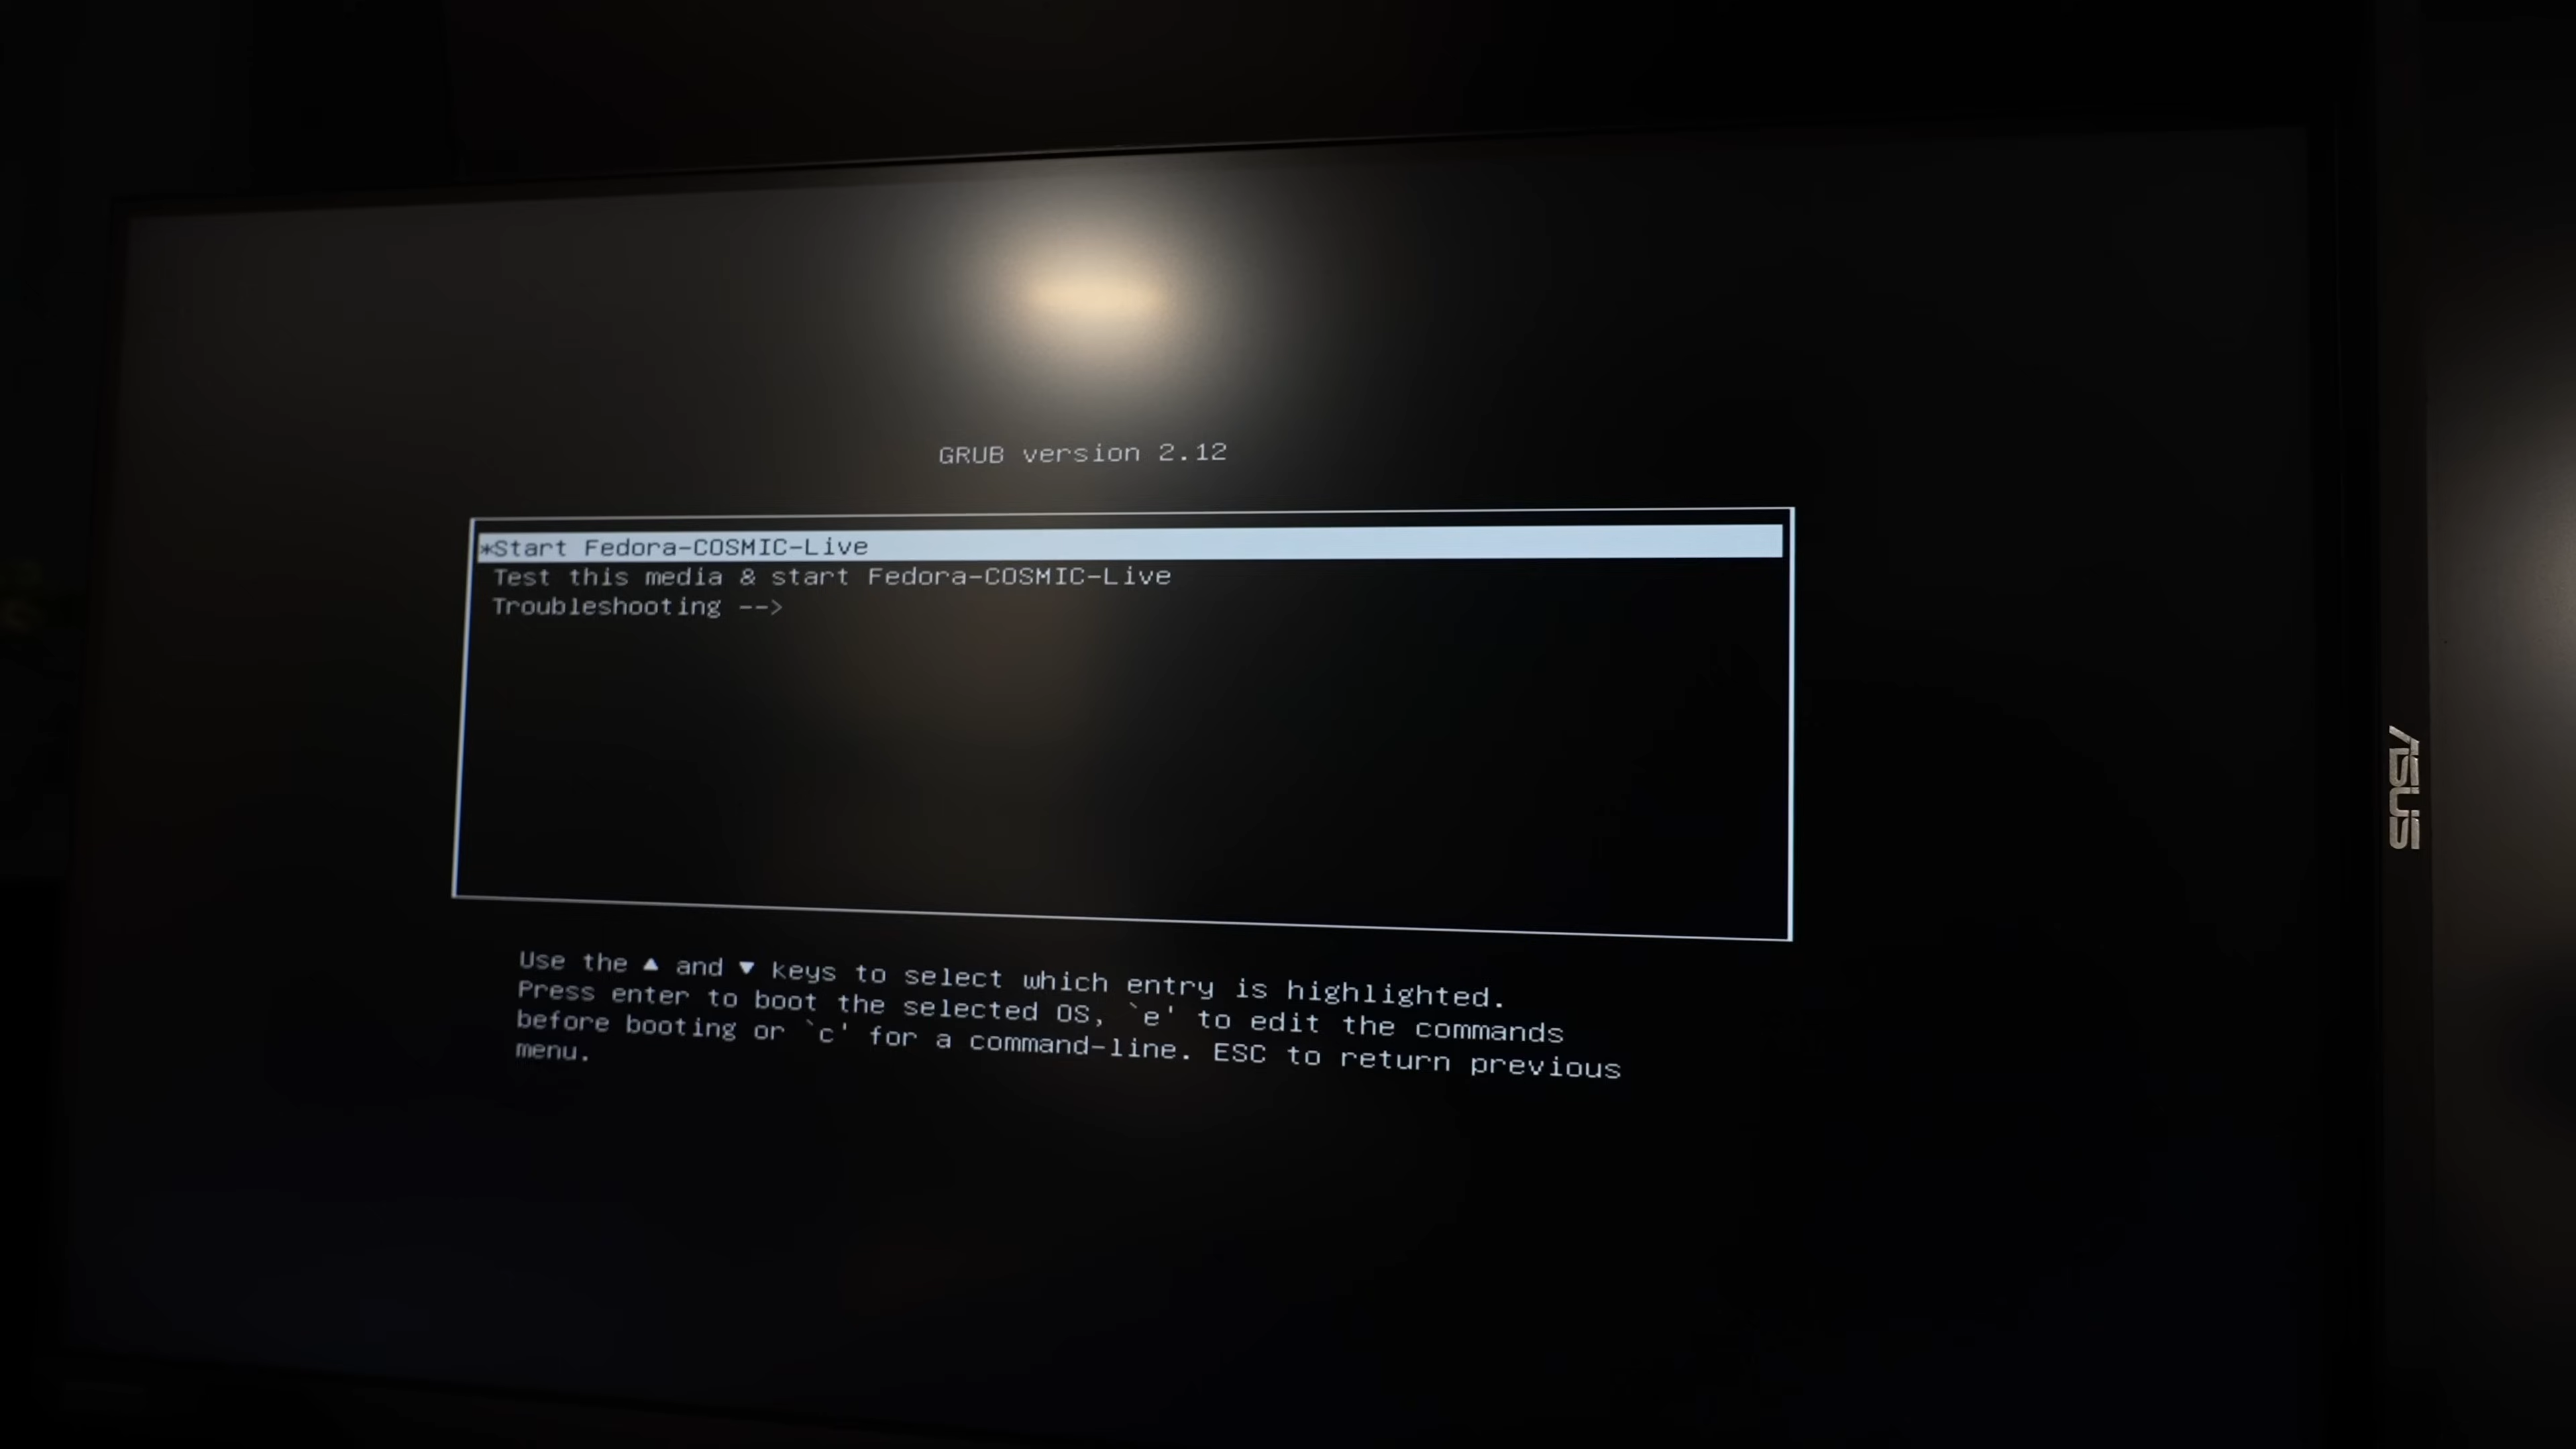 GRUB version 2.12
*Start Fedora-COSMIC-Live
Test this media & start Fedora-COSMIC-Live
Troubleshooting -->
Use the ▲ and ▼ keys to select which entry is highlighted.
Press enter to boot the selected OS, `e' to edit the commands
before booting or `c' for a command-line. ESC to return previous
menu.
ASUS